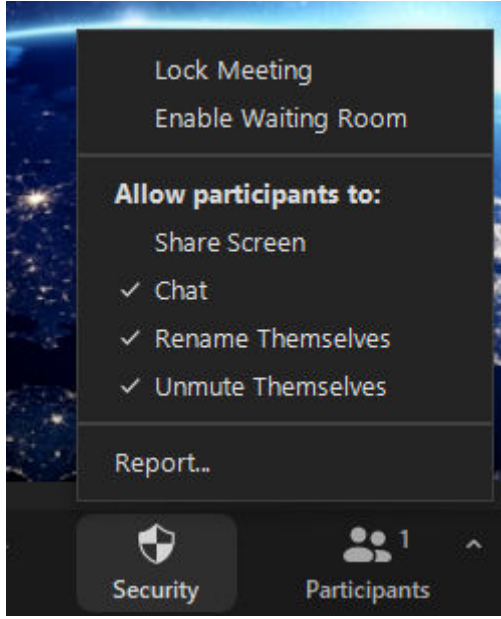 Lock Meeting
Enable Waiting Room
Allow participants to:
Share Screen
✓ Chat
✓ Rename Themselves
✓ Unmute Themselves
Report...
1
Security
Participants